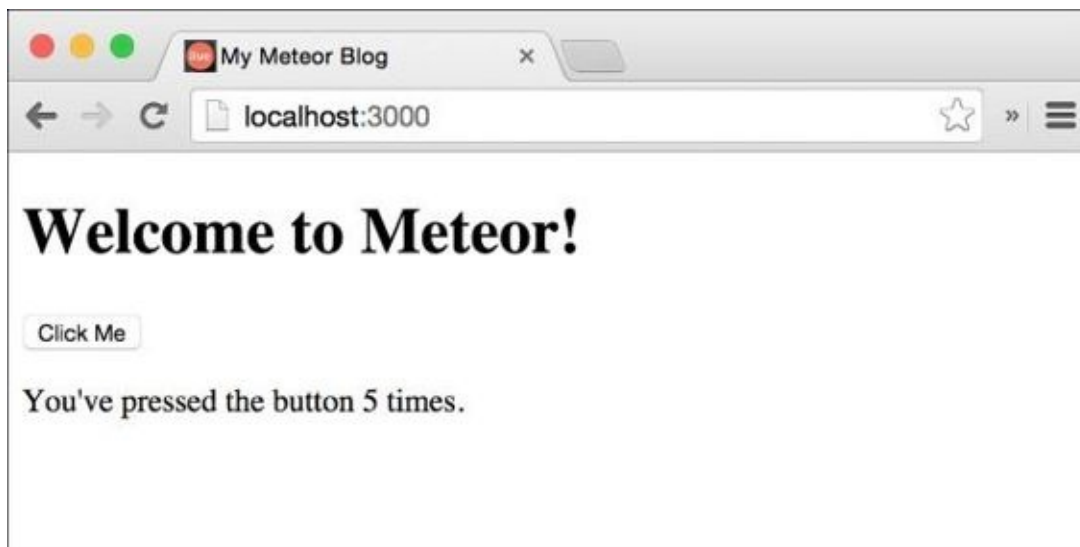 My Meteor Blog
localhost:3000
Welcome to Meteor!
Click Me
You've pressed the button 5 times.